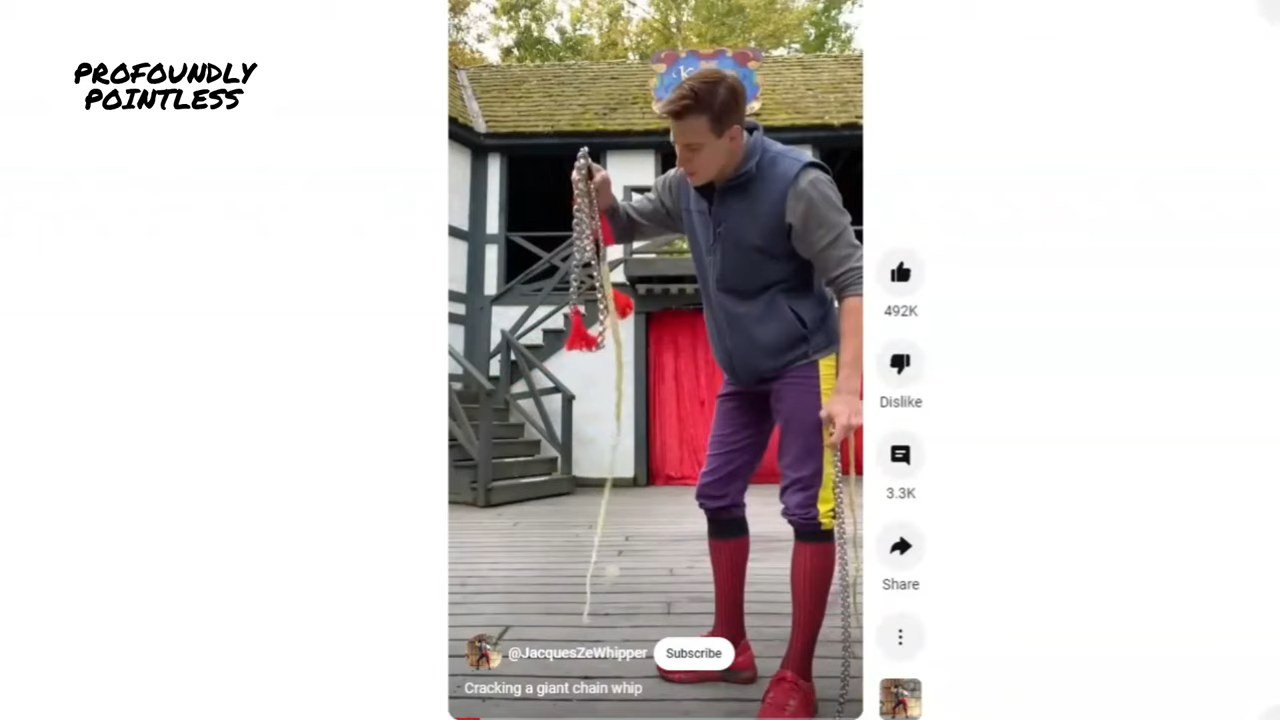 PROFOUNDLY
POINTLESS
492K
Dislike
3.3K
Share
@JacquesZeWhipper
Subscribe
Cracking a giant chain whip